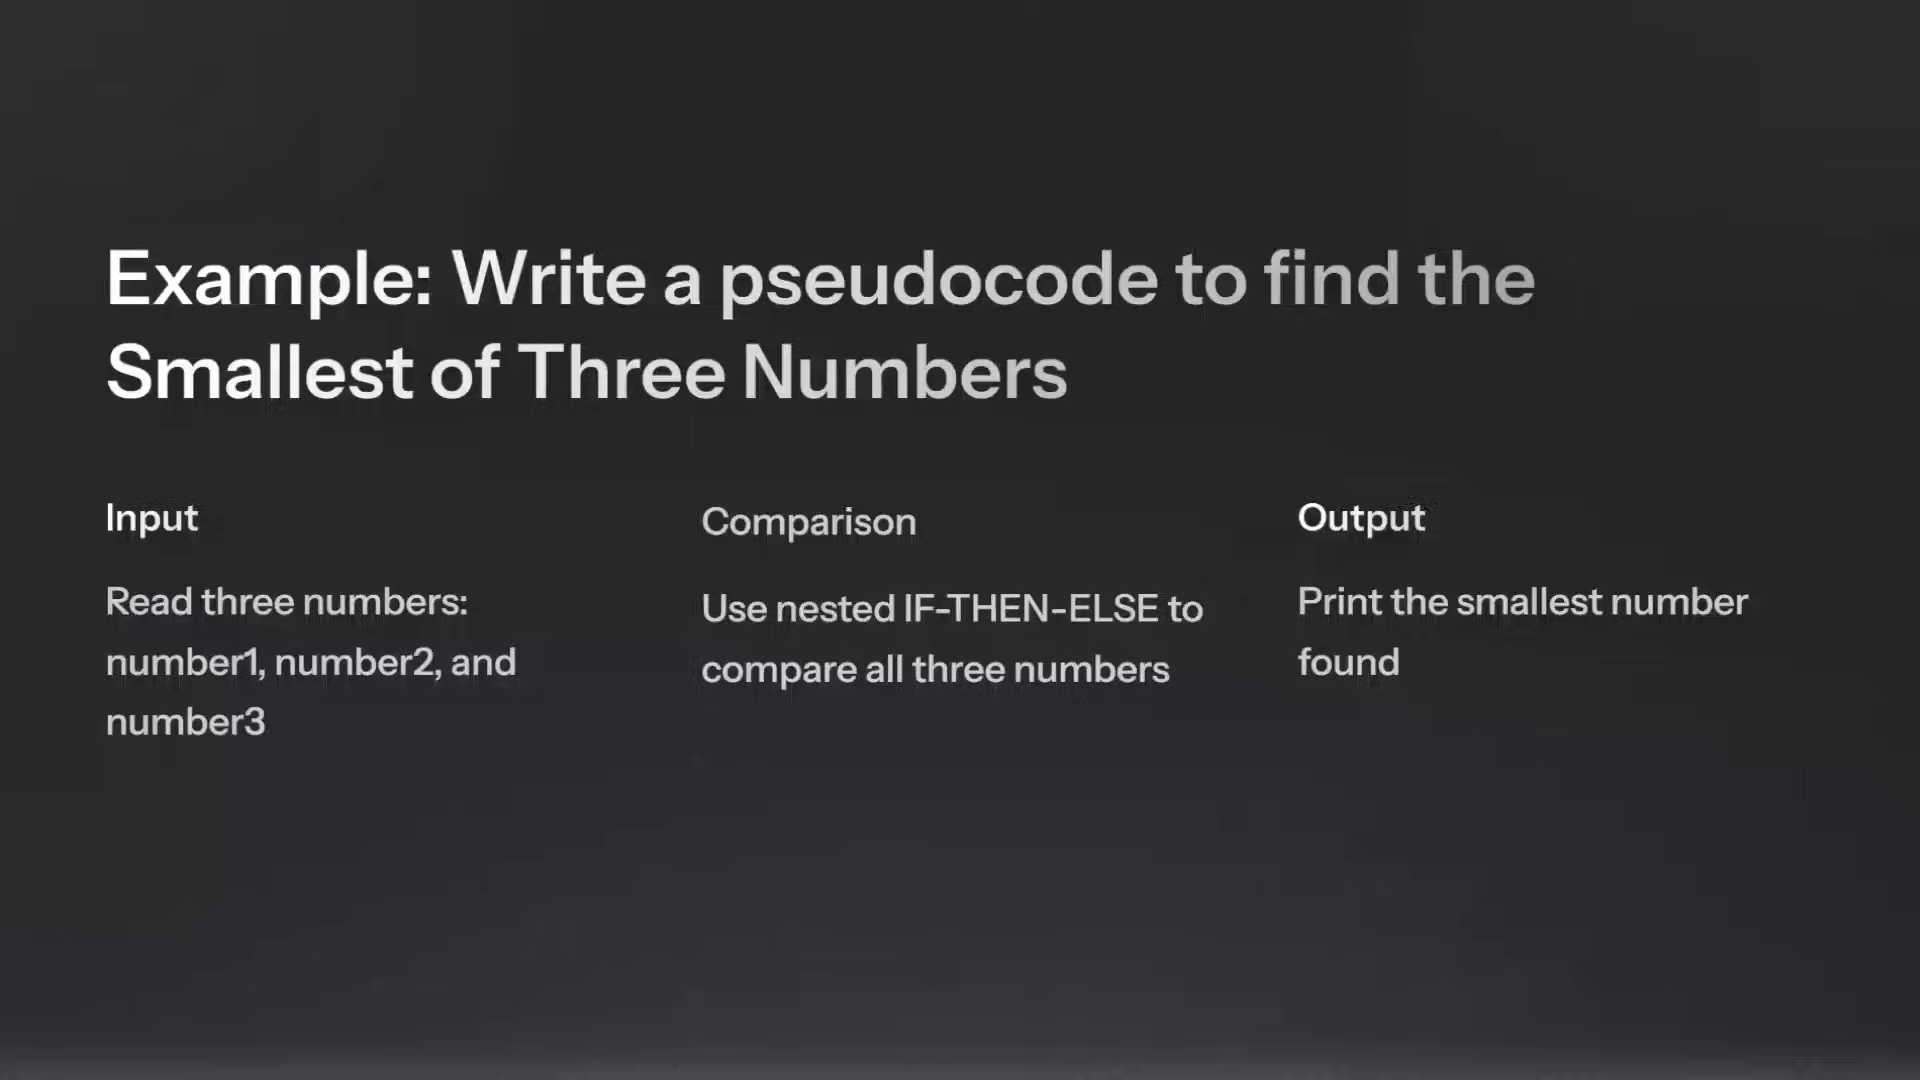 Example: Write a pseudocode to find the
Smallest of Three Numbers
Input
Read three numbers:
number1, number2, and
number3
Comparison
Use nested IF-THEN-ELSE to
compare all three numbers
Output
Print the smallest number
found